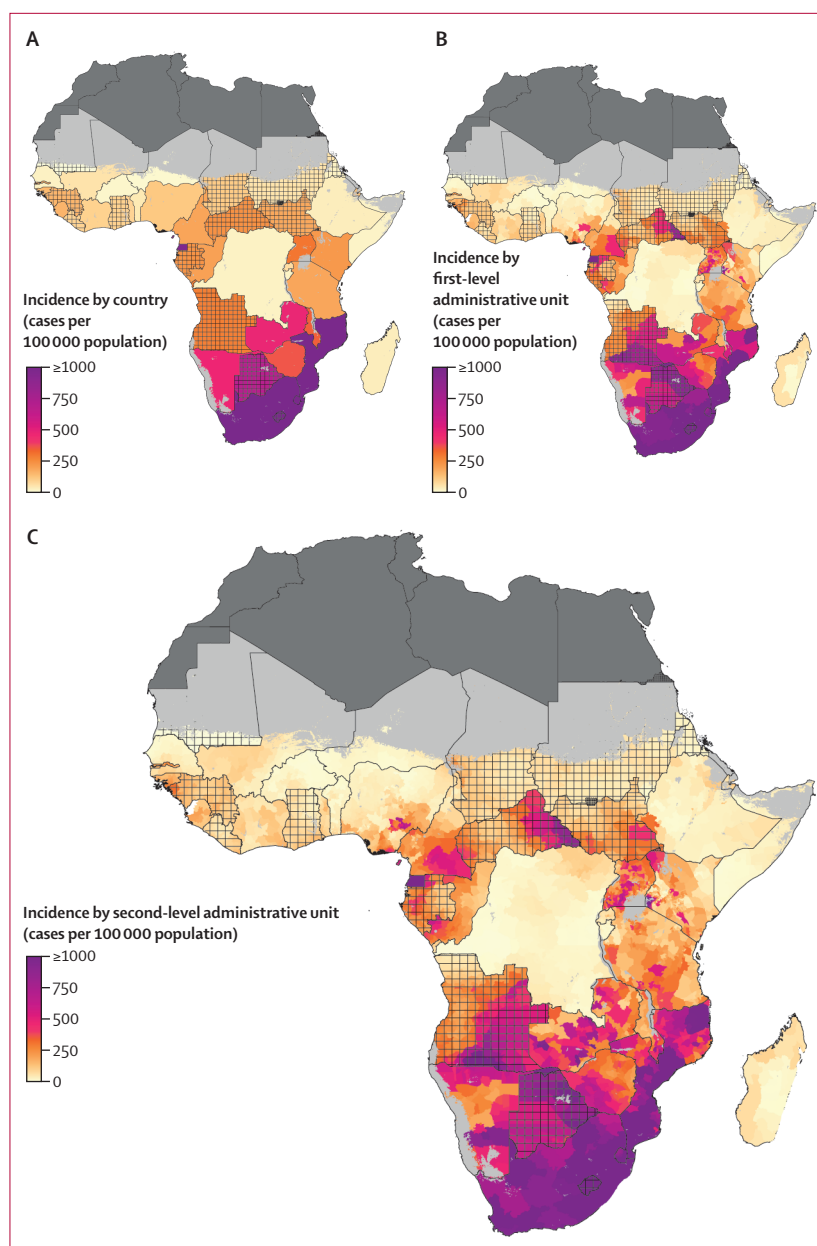 A
B
Incidence by country
(cases per
100 000 population)
≥1000
750
500
250
0
Incidence by
first-level
administrative unit
(cases per
100 000 population)
≥1000
750
500
250
0
C
Incidence by second-level administrative unit
(cases per 100 000 population)
≥1000
750
500
250
0